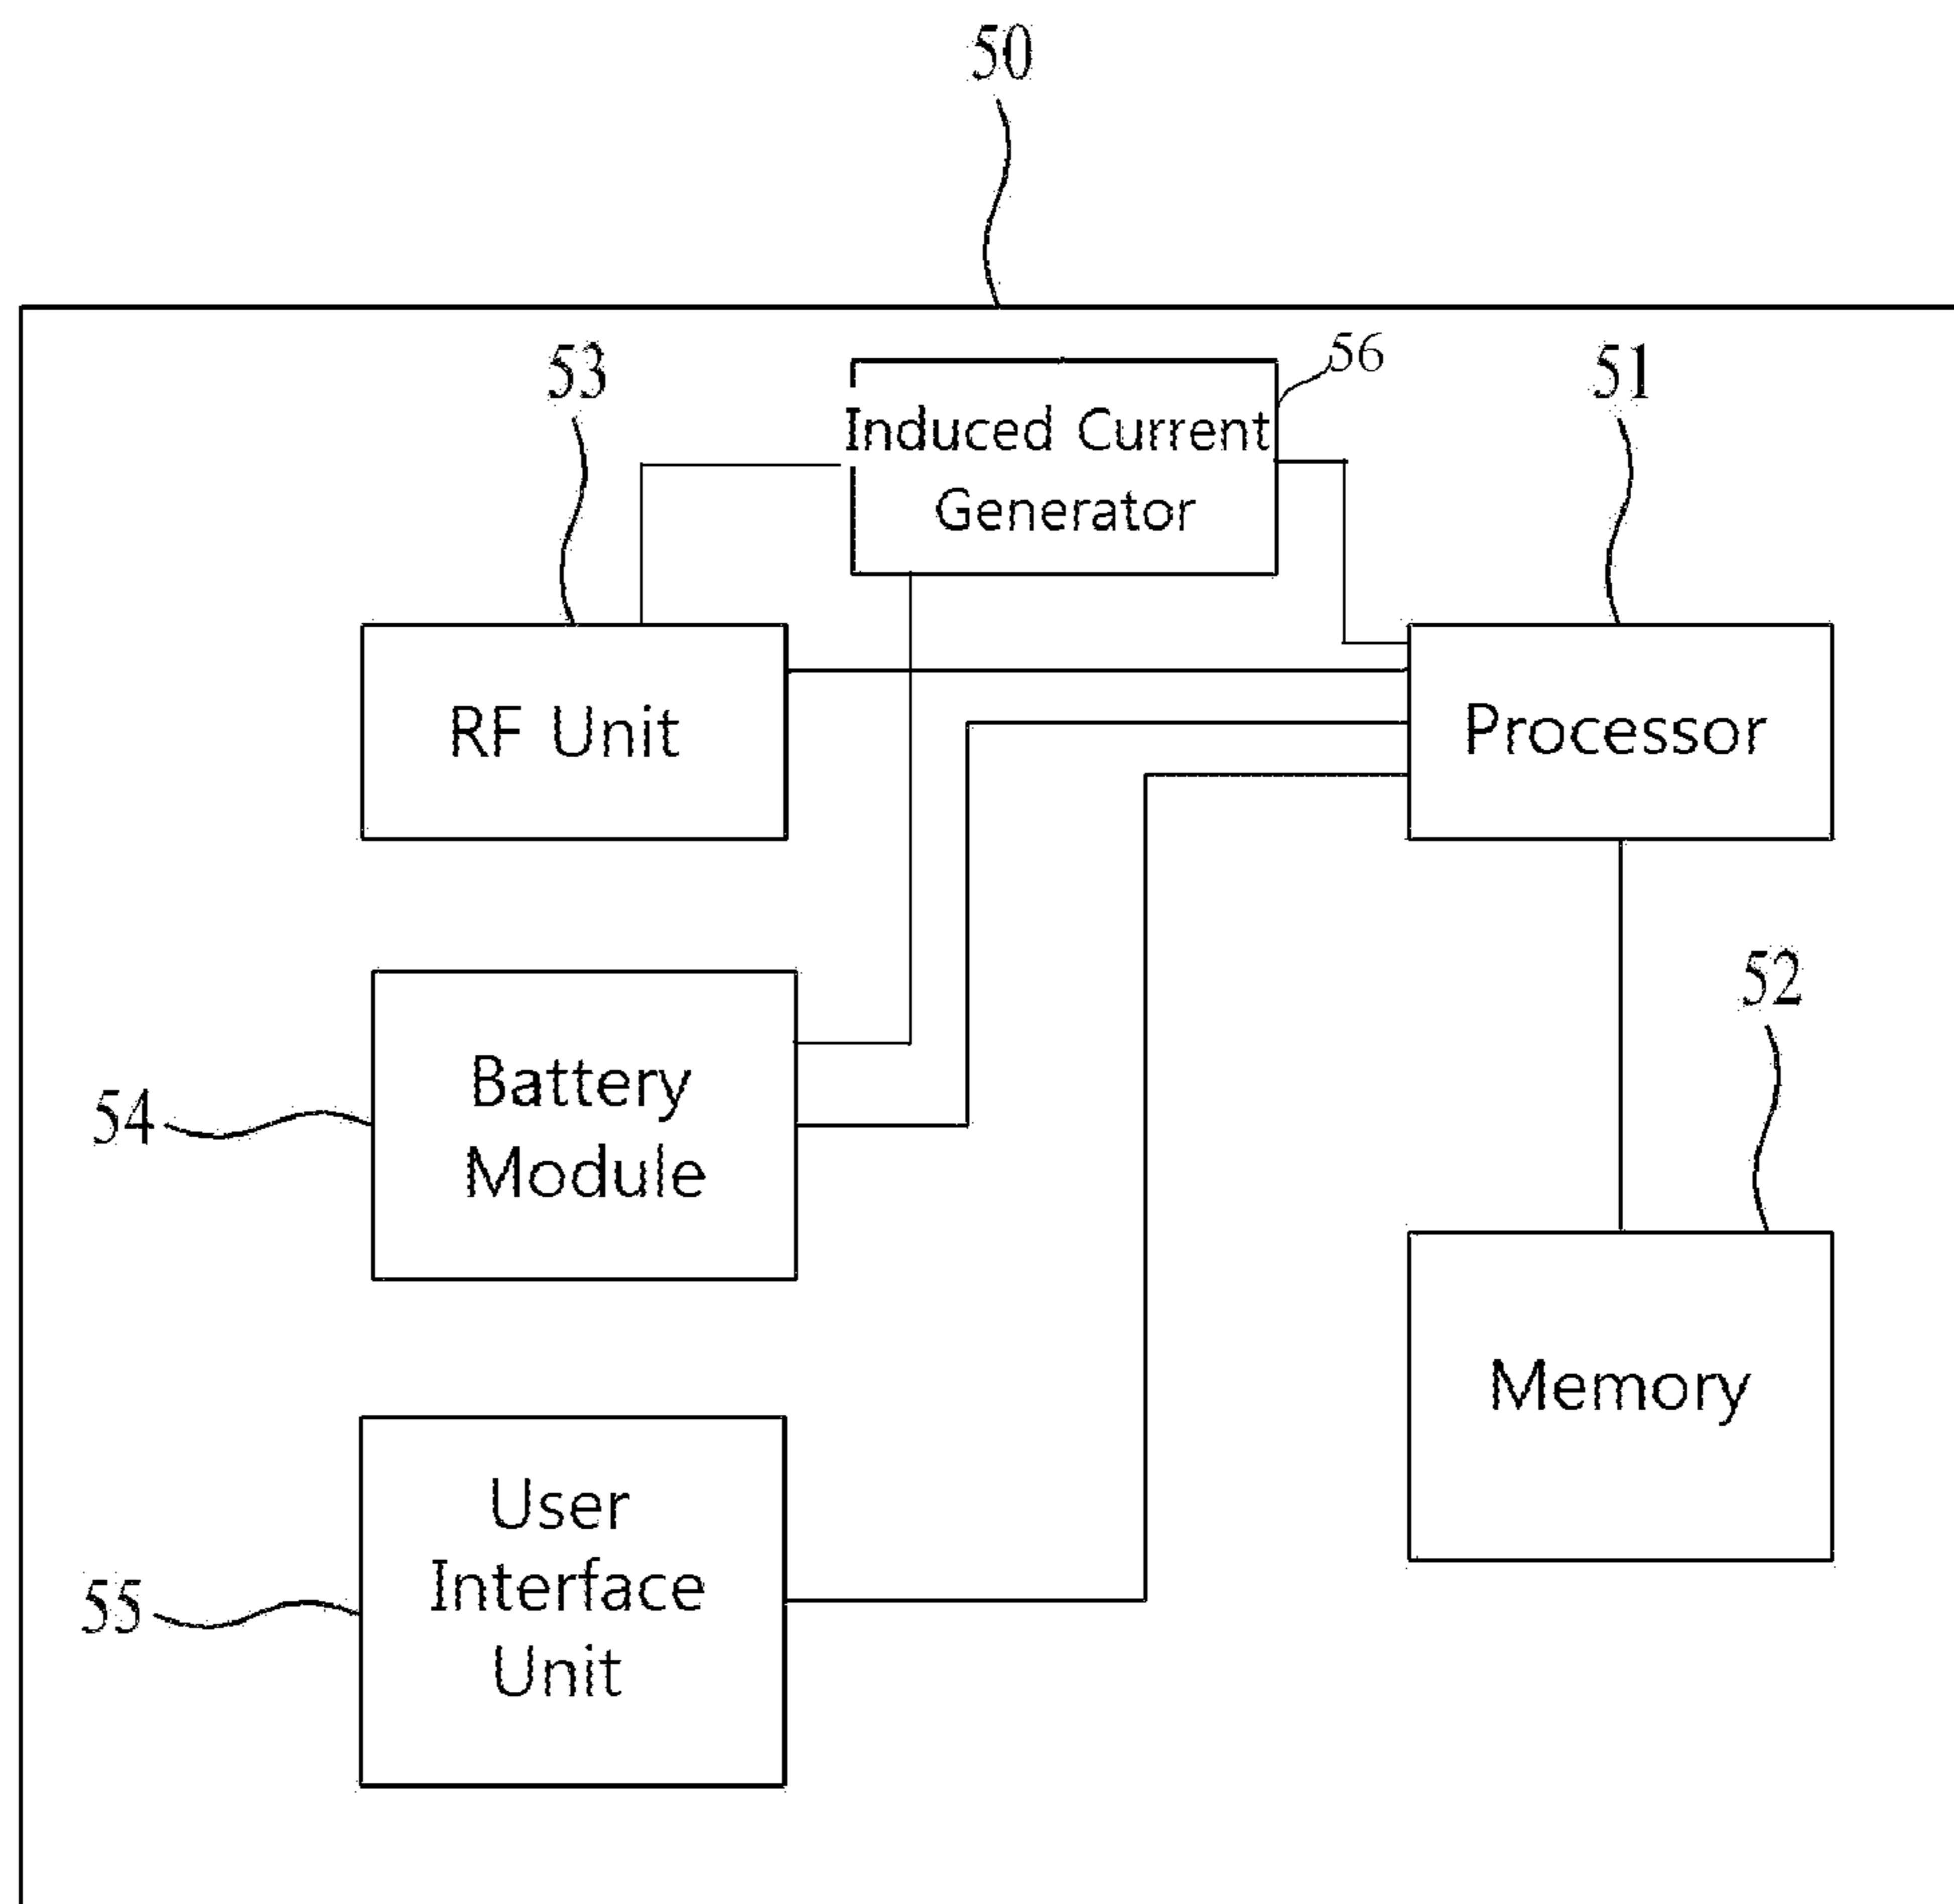 50
53
56
51
Induced Current
Generator
RF Unit
Processor
52
54
Battery
Module
Memory
55
User
Interface
Unit